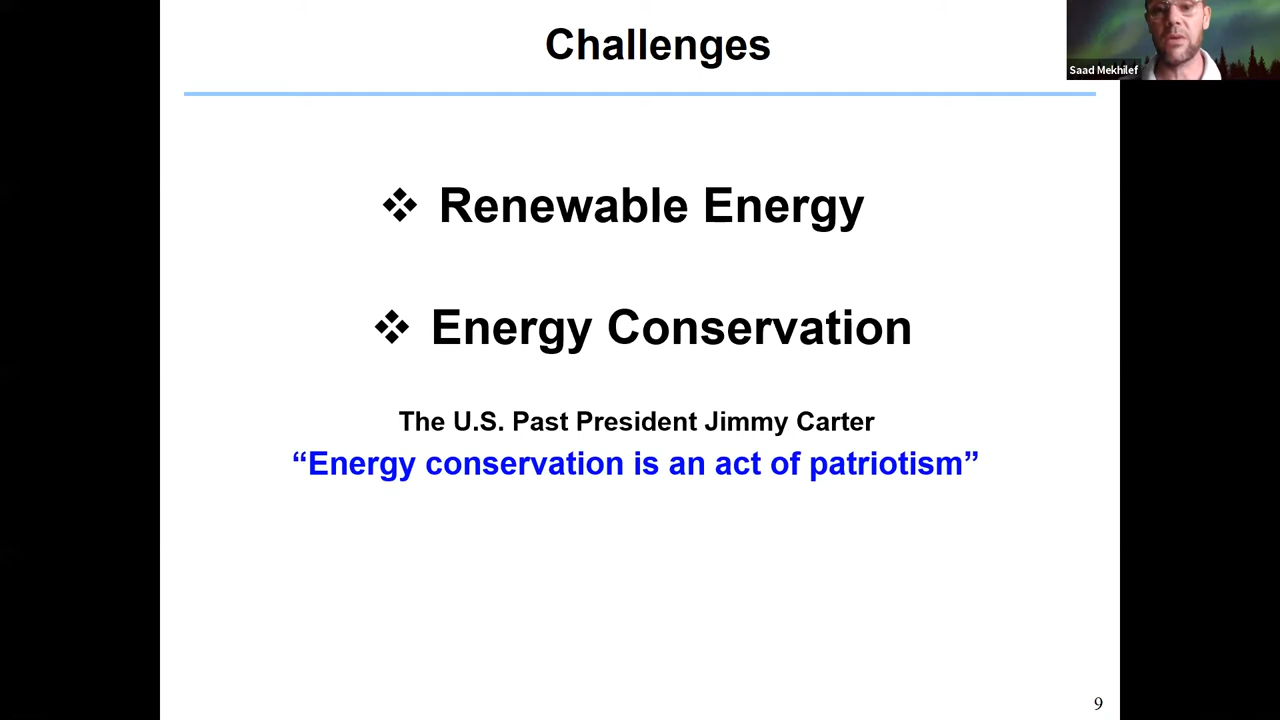 Challenges
Saad Mekhilef
❖ Renewable Energy
❖ Energy Conservation
The U.S. Past President Jimmy Carter
“Energy conservation is an act of patriotism”
9